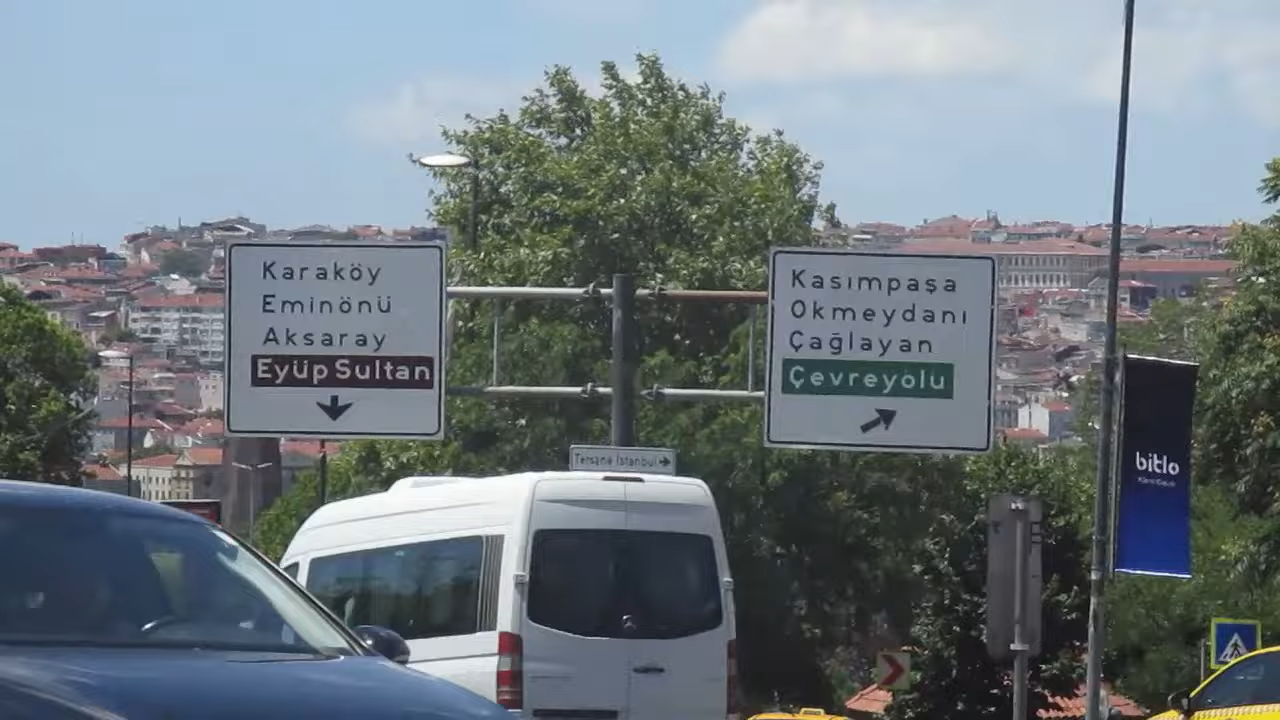 Karaköy
Eminönü
Aksaray
Eyüp Sultan
Kasımpaşa
Okmeydanı
Çağlayan
Çevreyolu
Tersane İstanbul
bitlo